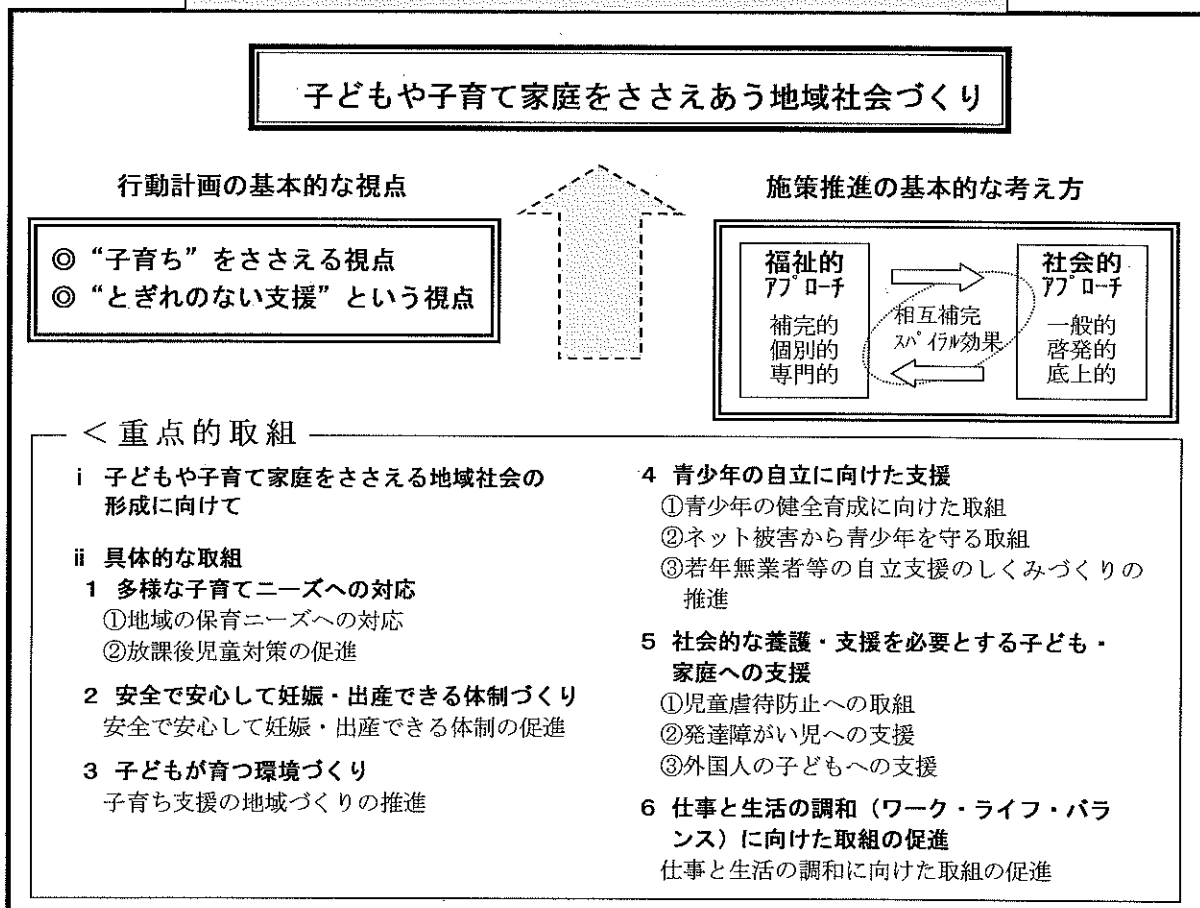 子どもや子育て家庭をささえあう地域社会づくり
行動計画の基本的な視点
◎ “子育ち”をささえる視点
◎ “とぎれのない支援”という視点
施策推進の基本的な考え方
福祉的
ｱﾌﾟﾛｰﾁ
補完的
個別的
専門的
相互補完
ｽﾊﾟｲﾗﾙ効果
社会的
ｱﾌﾟﾛｰﾁ
一般的
啓発的
底上的
＜重点的取組
ⅰ 子どもや子育て家庭をささえる地域社会の
形成に向けて
ⅱ 具体的な取組
1 多様な子育てニーズへの対応
①地域の保育ニーズへの対応
②放課後児童対策の促進
2 安全で安心して妊娠・出産できる体制づくり
安全で安心して妊娠・出産できる体制の促進
3 子どもが育つ環境づくり
子育ち支援の地域づくりの推進
4 青少年の自立に向けた支援
①青少年の健全育成に向けた取組
②ネット被害から青少年を守る取組
③若年無業者等の自立支援のしくみづくりの
推進
5 社会的な養護・支援を必要とする子ども・
家庭への支援
①児童虐待防止への取組
②発達障がい児への支援
③外国人の子どもへの支援
6 仕事と生活の調和（ワーク・ライフ・バラ
ンス）に向けた取組の促進
仕事と生活の調和に向けた取組の促進